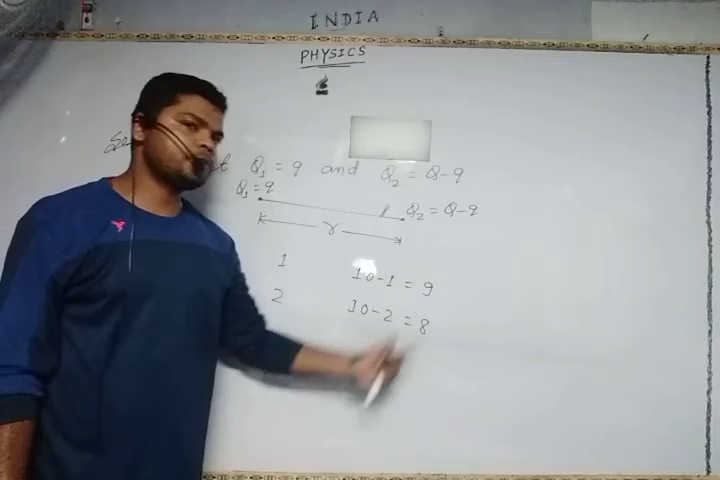 INDIA
PHYSICS
Q₁ = q and Q₂ = Q-q
Q₁ = q
Q₂ = Q-q
r
1 10-1 = 9
2 10-2 = 8